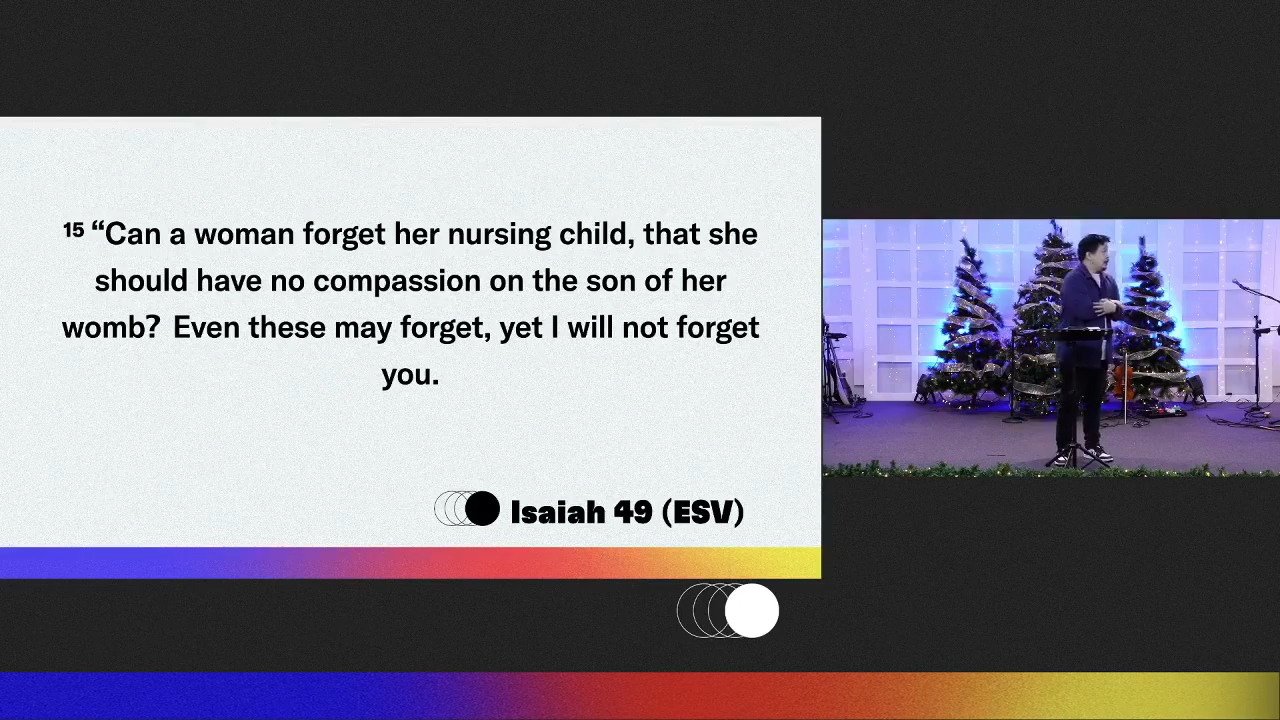 ¹⁵ “Can a woman forget her nursing child, that she
should have no compassion on the son of her
womb? Even these may forget, yet I will not forget
you.
Isaiah 49 (ESV)